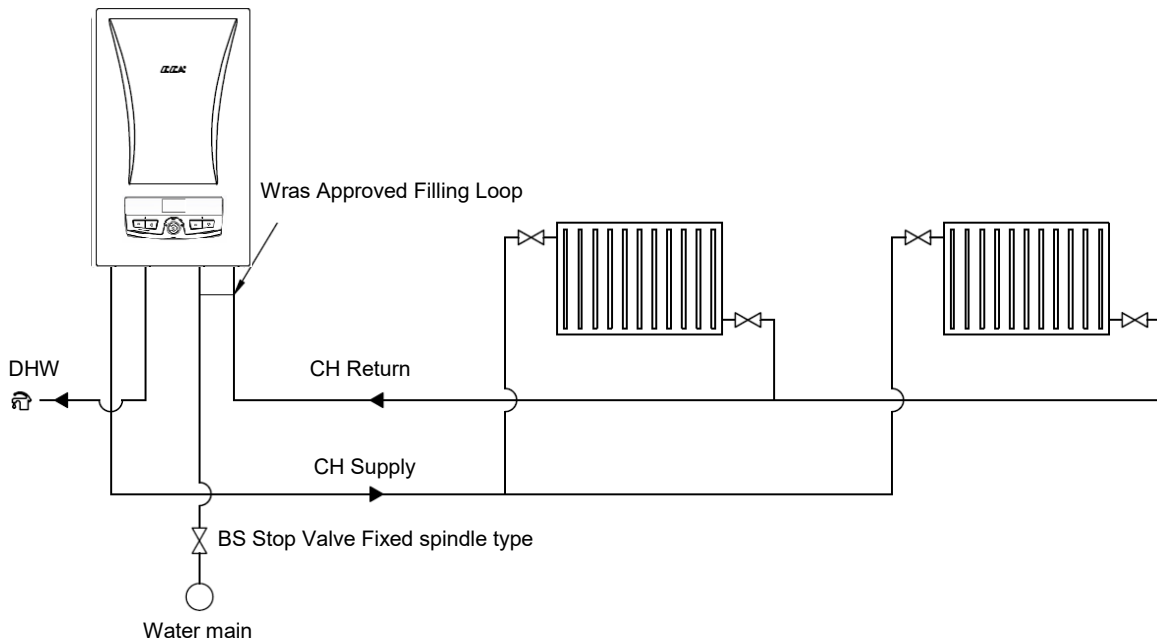 Wras Approved Filling Loop
DHW
CH Return
CH Supply
BS Stop Valve Fixed spindle type
Water main